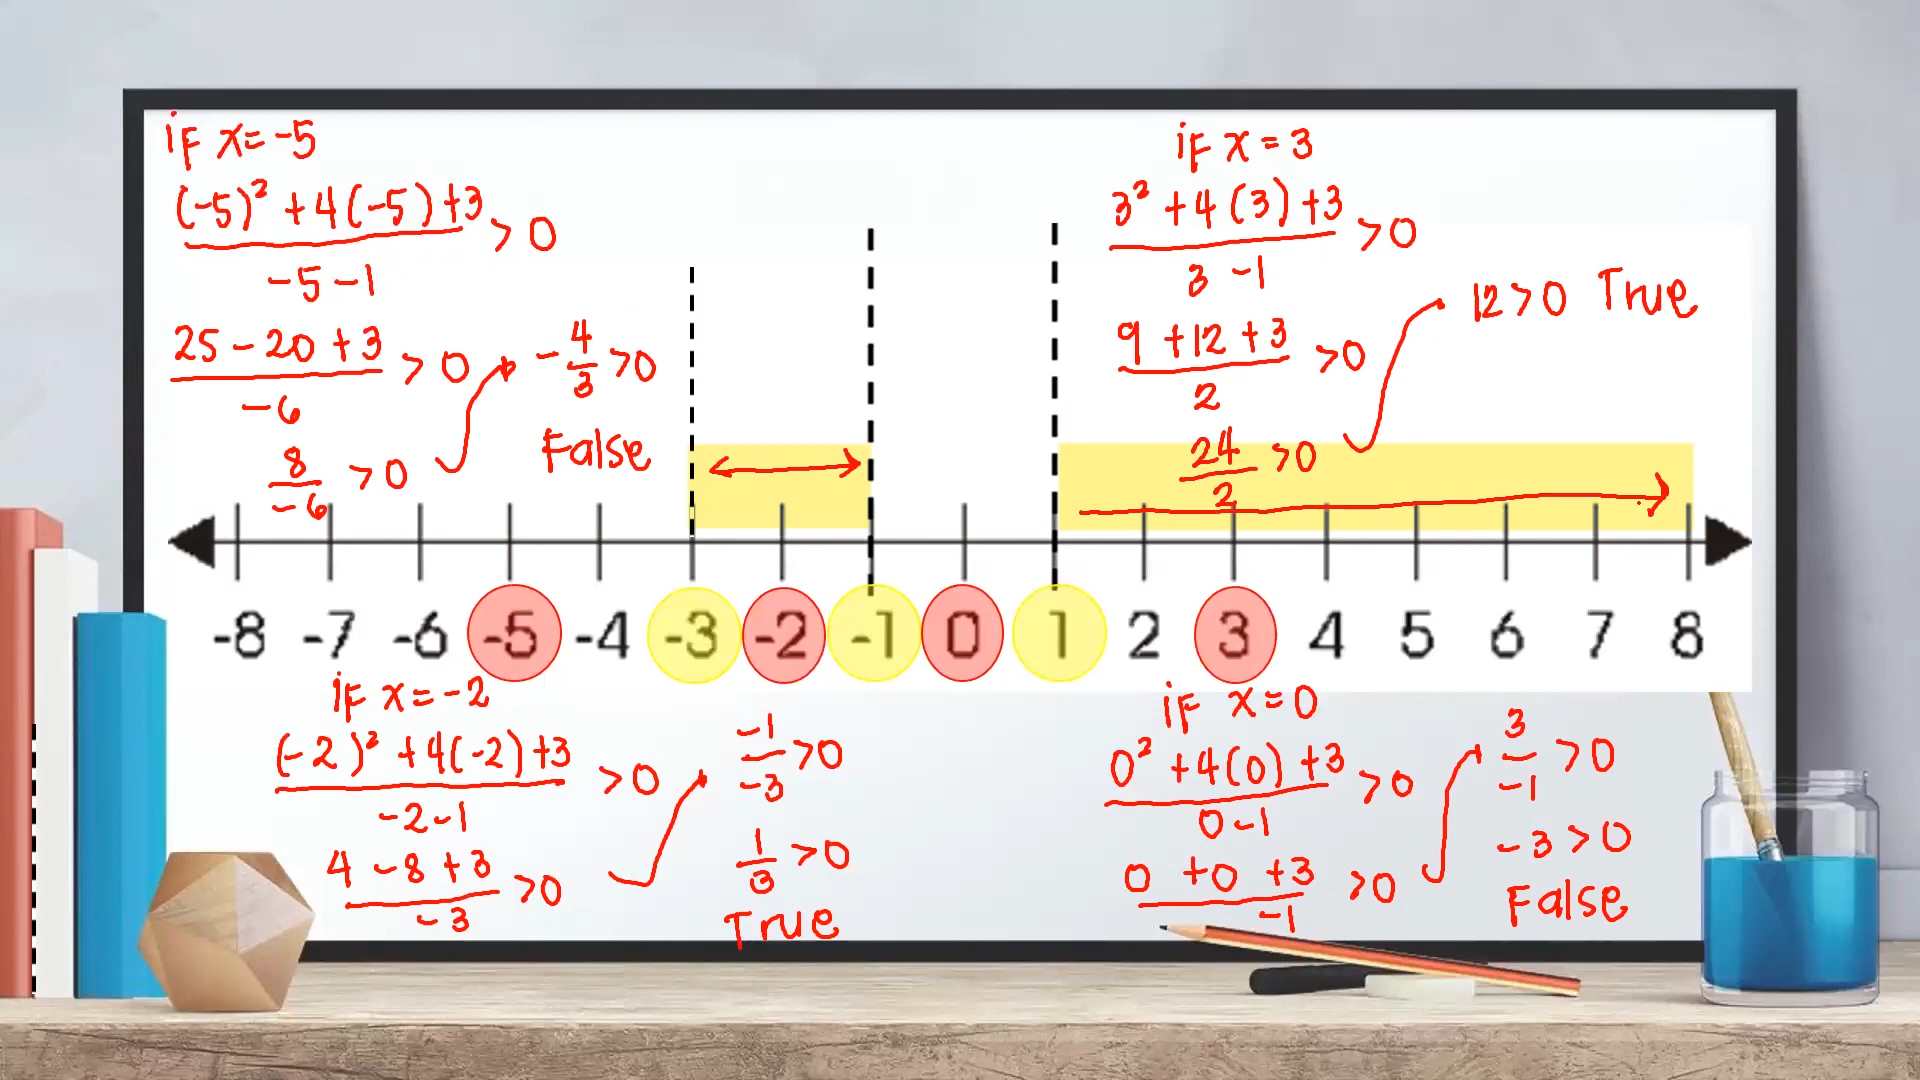 if x = -5
(-5)² + 4(-5) + 3 / -5 - 1 > 0
25 - 20 + 3 / -6 > 0
8 / -6 > 0
-4/3 > 0
False
if x = 3
3² + 4(3) + 3 / 3 - 1 > 0
9 + 12 + 3 / 2 > 0
24 / 2 > 0
12 > 0 True
-8 -7 -6 -5 -4 -3 -2 -1 0 1 2 3 4 5 6 7 8
if x = -2
(-2)² + 4(-2) + 3 / -2 - 1 > 0
4 - 8 + 3 / -3 > 0
-1 / -3 > 0
1/3 > 0
True
if x = 0
0² + 4(0) + 3 / 0 - 1 > 0
0 + 0 + 3 / -1 > 0
3 / -1 > 0
-3 > 0
False